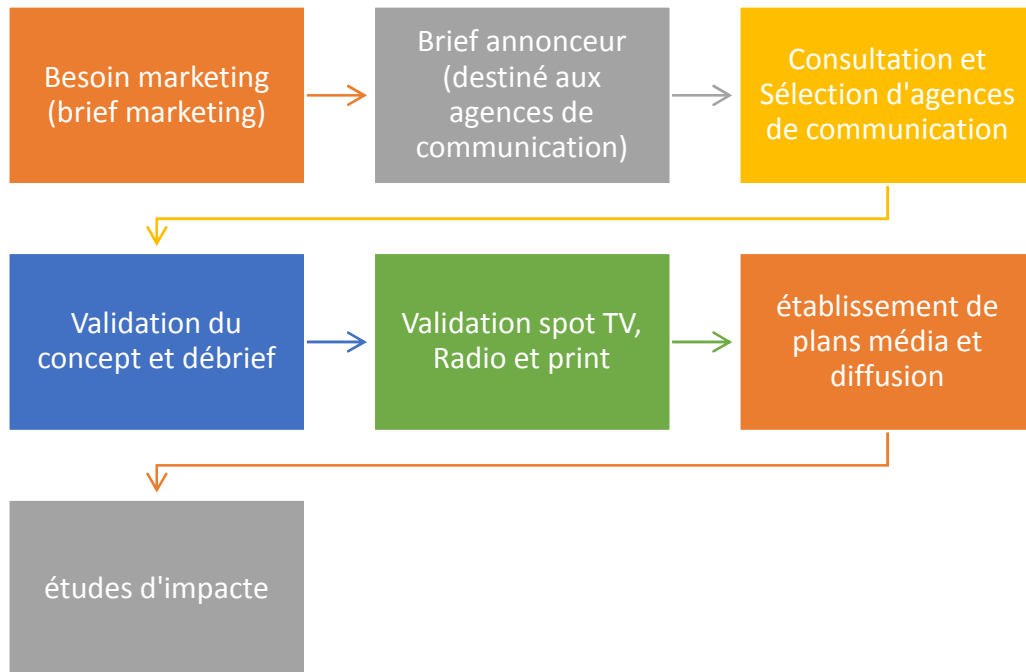 Besoin marketing
(brief marketing)
Brief annonceur
(destiné aux
agences de
communication)
Consultation et
Sélection d'agences
de communication
Validation du
concept et débrief
Validation spot TV,
Radio et print
établissement de
plans média et
diffusion
études d'impacte